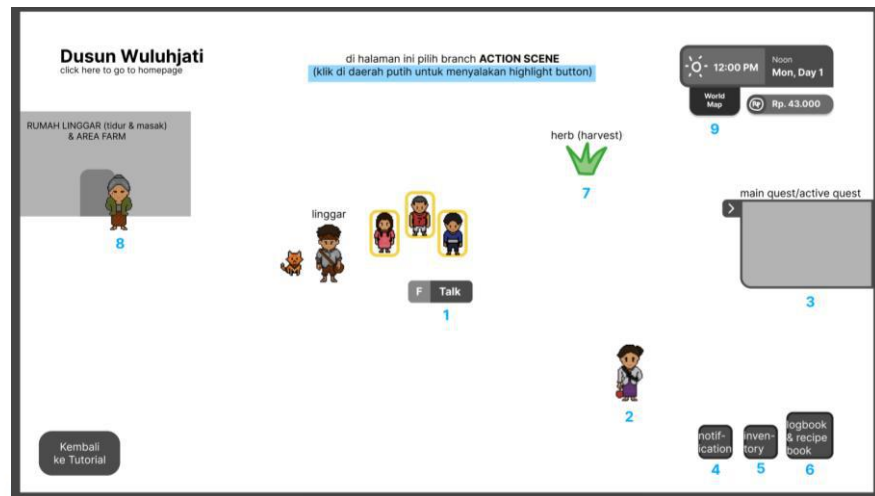 Dusun Wuluhjati
click here to go to homepage
di halaman ini pilih branch ACTION SCENE
(klik di daerah putih untuk menyalakan highlight button)
12:00 PM
Noon
Mon, Day 1
World
Map
Rp
Rp. 43.000
9
RUMAH LINGGAR (tidur & masak)
& AREA FARM
8
herb (harvest)
7
linggar
F Talk
1
main quest/active quest
3
2
Kembali
ke Tutorial
notif-
ication
4
inven-
tory
5
logbook
& recipe
book
6